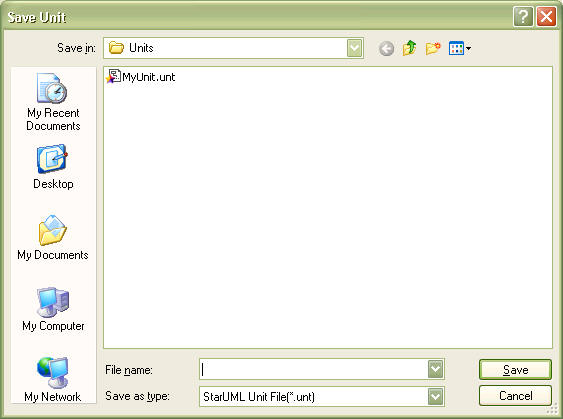 Save Unit
Save in: Units
MyUnit.unt
My Recent
Documents
Desktop
My Documents
My Computer
My Network
File name:
Save
Save as type: StarUML Unit File(*.unt)
Cancel